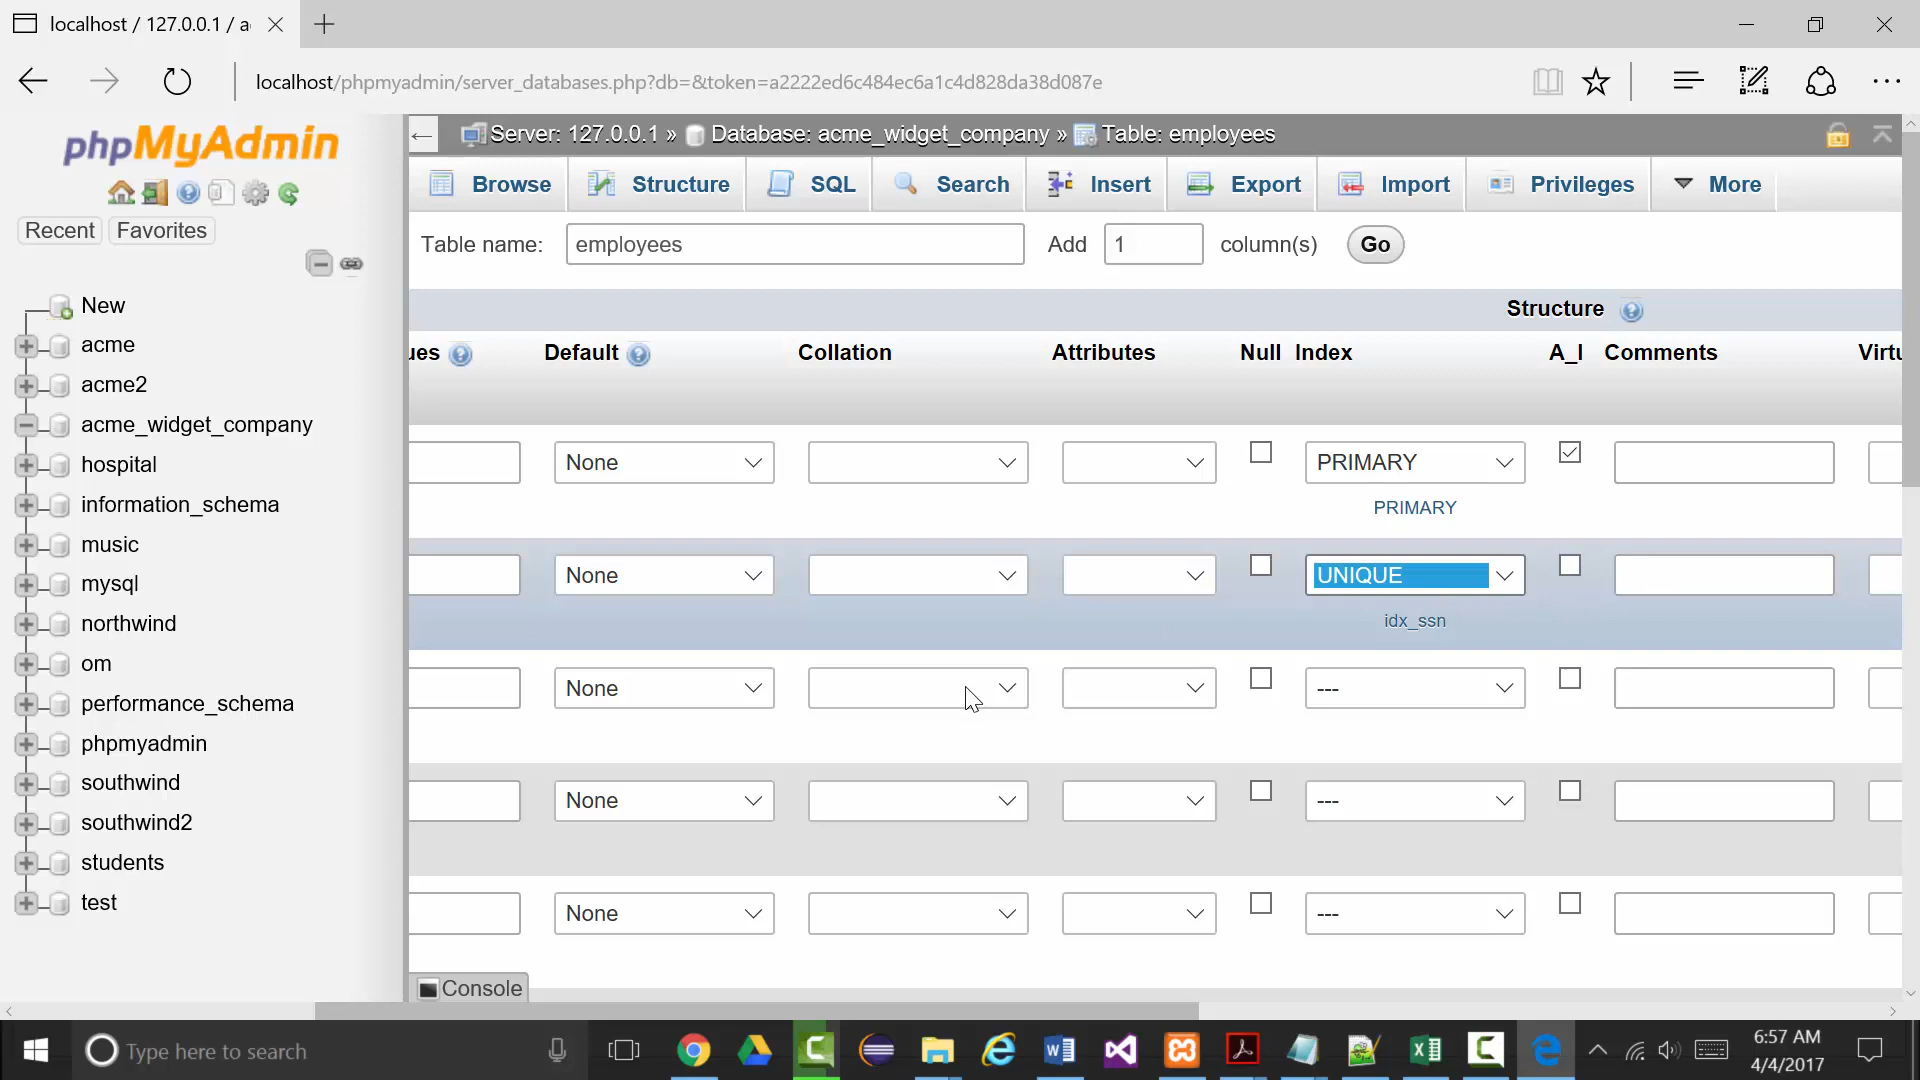 localhost / 127.0.0.1 / a
localhost/phpmyadmin/server_databases.php?db=&token=a2222ed6c484ec6a1c4d828da38d087e
phpMyAdmin
Recent Favorites
New
acme
acme2
acme_widget_company
hospital
information_schema
music
mysql
northwind
om
performance_schema
phpmyadmin
southwind
southwind2
students
test
Server: 127.0.0.1 » Database: acme_widget_company » Table: employees
Browse Structure SQL Search Insert Export Import Privileges More
Table name: employees Add 1 column(s) Go
Structure
ues Default Collation Attributes Null Index A_I Comments Virtu
None PRIMARY
PRIMARY
None UNIQUE
idx_ssn
None ---
None ---
None ---
Console
Type here to search
6:57 AM
4/4/2017